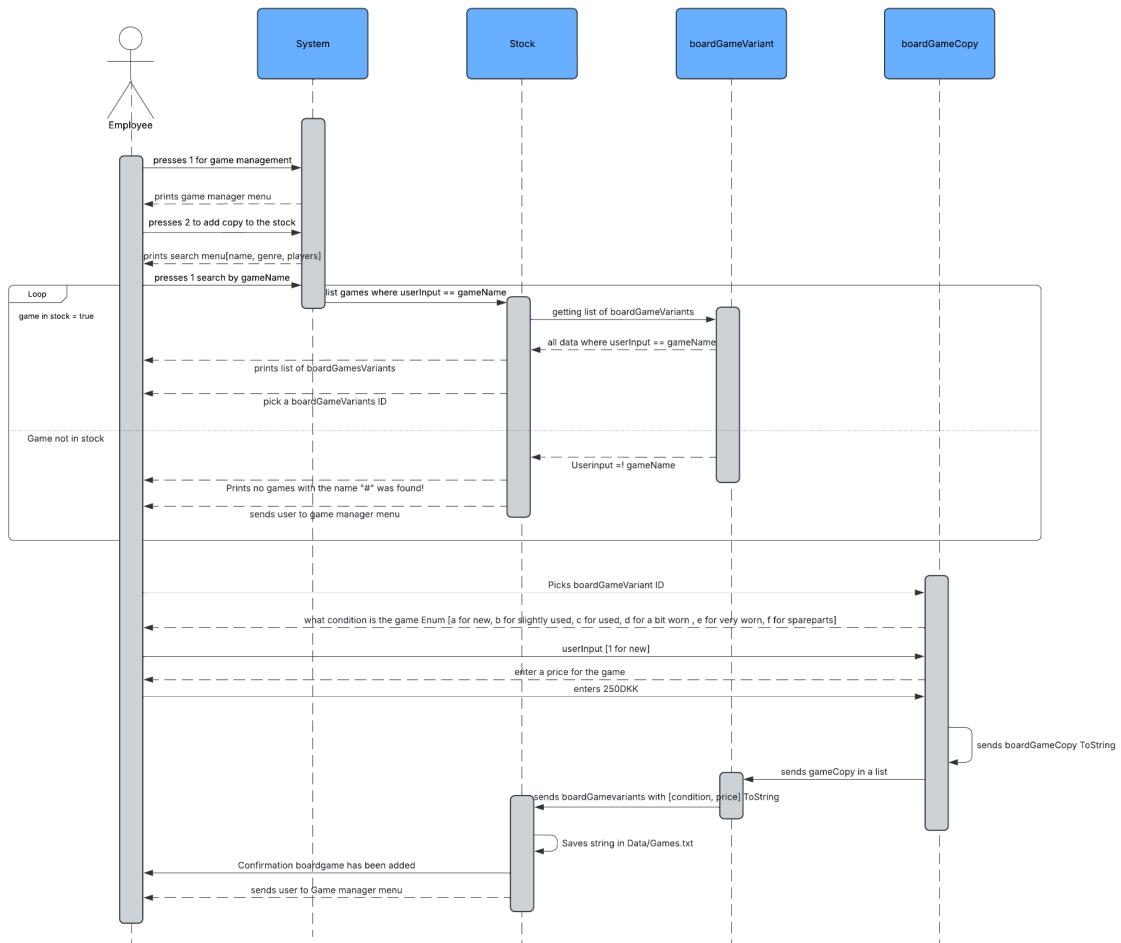 System
Stock
boardGameVariant
boardGameCopy
Employee
presses 1 for game management
prints game manager menu
presses 2 to add copy to the stock
prints search menu[name, genre, players]
presses 1 search by gameName
Loop
list games where userInput == gameName
game in stock = true
getting list of boardGameVariants
all data where userInput == gameName
prints list of boardGamesVariants
pick a boardGameVariants ID
Game not in stock
Userinput =! gameName
Prints no games with the name "#" was found!
sends user to game manager menu
Picks boardGameVariant ID
what condition is the game Enum [a for new, b for slightly used, c for used, d for a bit worn , e for very worn, f for spareparts]
userInput [1 for new]
enter a price for the game
enters 250DKK
sends boardGameCopy ToString
sends gameCopy in a list
sends boardGamevariants with [condition, price] ToString
Saves string in Data/Games.txt
Confirmation boardgame has been added
sends user to Game manager menu